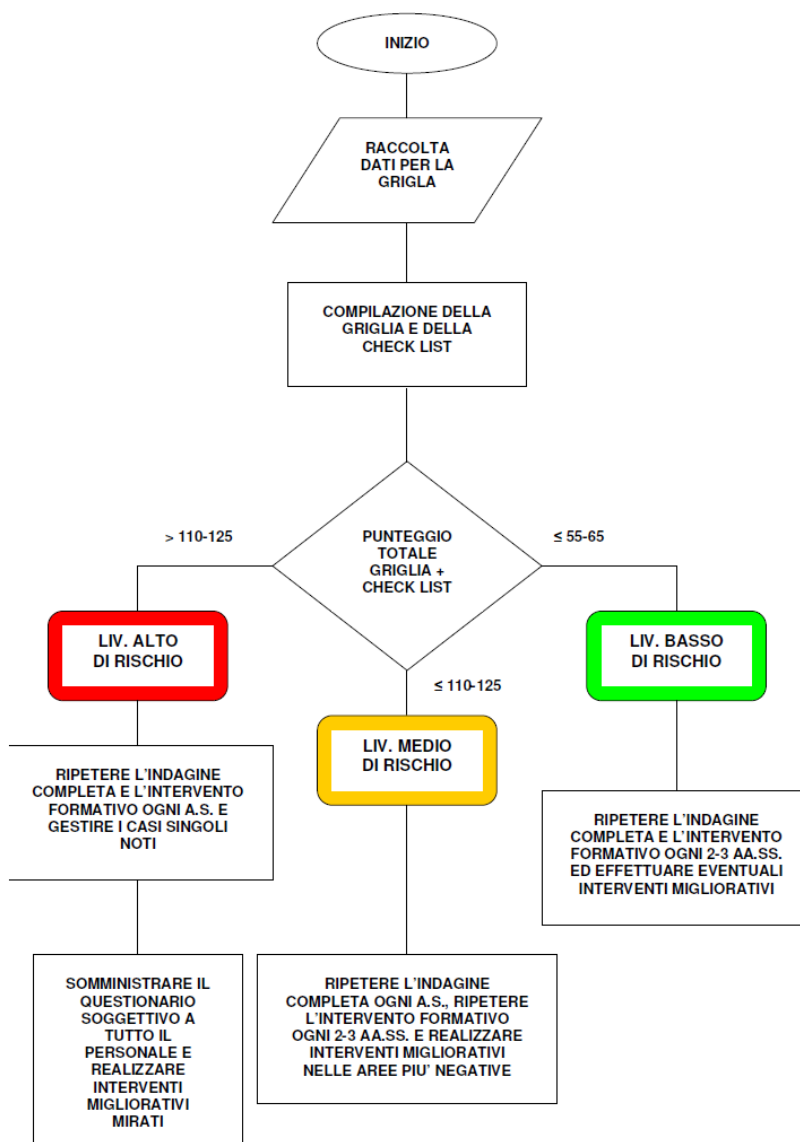 INIZIO
RACCOLTA
DATI PER LA
GRIGLA
COMPILAZIONE DELLA
GRIGLIA E DELLA
CHECK LIST
PUNTEGGIO
TOTALE
GRIGLIA +
CHECK LIST
> 110-125
≤ 55-65
≤ 110-125
LIV. ALTO
DI RISCHIO
LIV. MEDIO
DI RISCHIO
LIV. BASSO
DI RISCHIO
RIPETERE L'INDAGINE
COMPLETA E L'INTERVENTO
FORMATIVO OGNI A.S. E
GESTIRE I CASI SINGOLI
NOTI
RIPETERE L'INDAGINE
COMPLETA E L'INTERVENTO
FORMATIVO OGNI 2-3 AA.SS.
ED EFFETTUARE EVENTUALI
INTERVENTI MIGLIORATIVI
SOMMINISTRARE IL
QUESTIONARIO
SOGGETTIVO A
TUTTO IL
PERSONALE E
REALIZZARE
INTERVENTI
MIGLIORATIVI
MIRATI
RIPETERE L'INDAGINE
COMPLETA OGNI A.S., RIPETERE
L'INTERVENTO FORMATIVO
OGNI 2-3 AA.SS. E REALIZZARE
INTERVENTI MIGLIORATIVI
NELLE AREE PIU' NEGATIVE